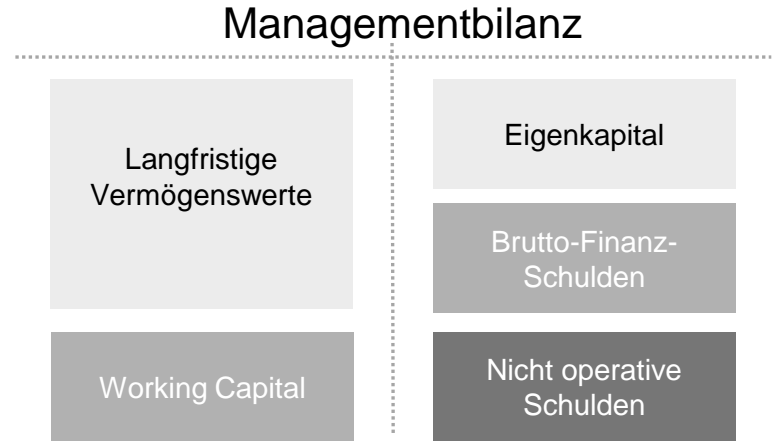 Managementbilanz
Langfristige
Vermögenswerte
Working Capital
Eigenkapital
Brutto-Finanz-
Schulden
Nicht operative
Schulden